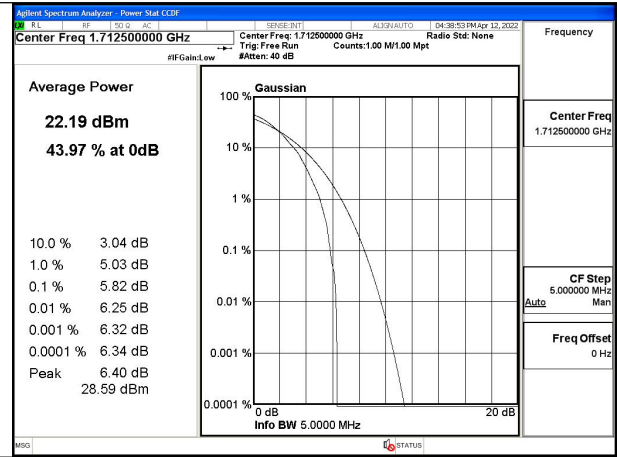 Agilent Spectrum Analyzer - Power Stat CCDF
RL RF 50 Ω AC SENSE:INT ALIGN AUTO 04:38:53 PM Apr 12, 2022
Center Freq 1.712500000 GHz
Center Freq: 1.712500000 GHz Radio Std: None
Trig: Free Run Counts:1.00 M/1.00 Mpt
#IFGain:Low #Atten: 40 dB
Frequency
Average Power
22.19 dBm
43.97 % at 0dB
10.0 % 3.04 dB
1.0 % 5.03 dB
0.1 % 5.82 dB
0.01 % 6.25 dB
0.001 % 6.32 dB
0.0001 % 6.34 dB
Peak 6.40 dB
28.59 dBm
Gaussian
100 %
10 %
1 %
0.1 %
0.01 %
0.001 %
0.0001 %
0 dB 20 dB
Info BW 5.0000 MHz
Center Freq
1.712500000 GHz
CF Step
5.000000 MHz
Auto Man
Freq Offset
0 Hz
MSG STATUS